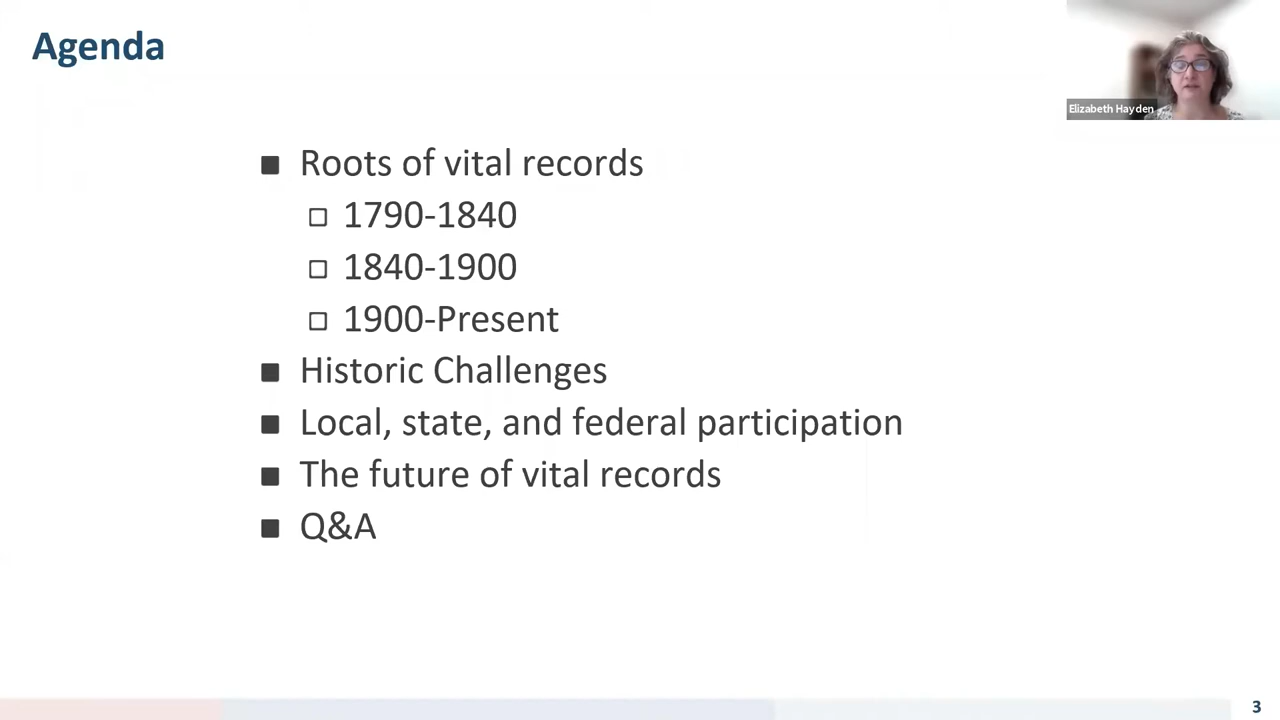 Agenda
Elizabeth Hayden
Roots of vital records
1790-1840
1840-1900
1900-Present
Historic Challenges
Local, state, and federal participation
The future of vital records
Q&A
3